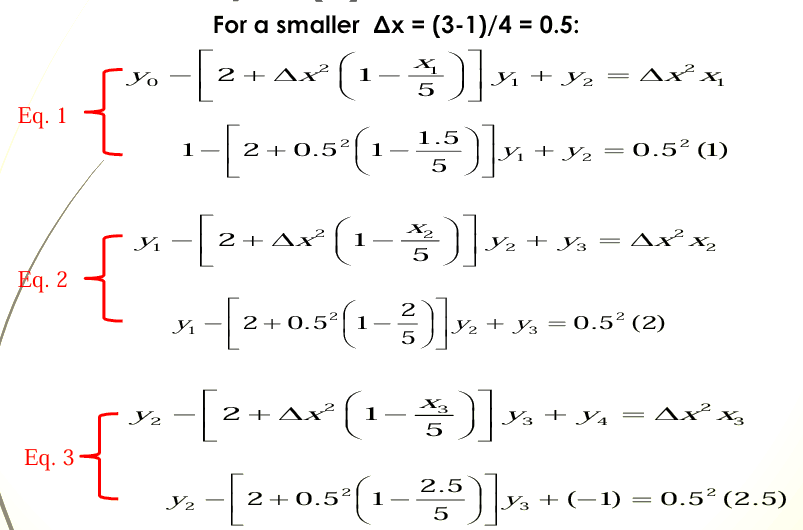 For a smaller Δx = (3-1)/4 = 0.5:
y₀ − [2 + Δx² (1 − x₁/5)] y₁ + y₂ = Δx² x₁
Eq. 1
1 − [2 + 0.5² (1 − 1.5/5)] y₁ + y₂ = 0.5² (1)
y₁ − [2 + Δx² (1 − x₂/5)] y₂ + y₃ = Δx² x₂
Eq. 2
y₁ − [2 + 0.5² (1 − 2/5)] y₂ + y₃ = 0.5² (2)
y₂ − [2 + Δx² (1 − x₃/5)] y₃ + y₄ = Δx² x₃
Eq. 3
y₂ − [2 + 0.5² (1 − 2.5/5)] y₃ + (−1) = 0.5² (2.5)